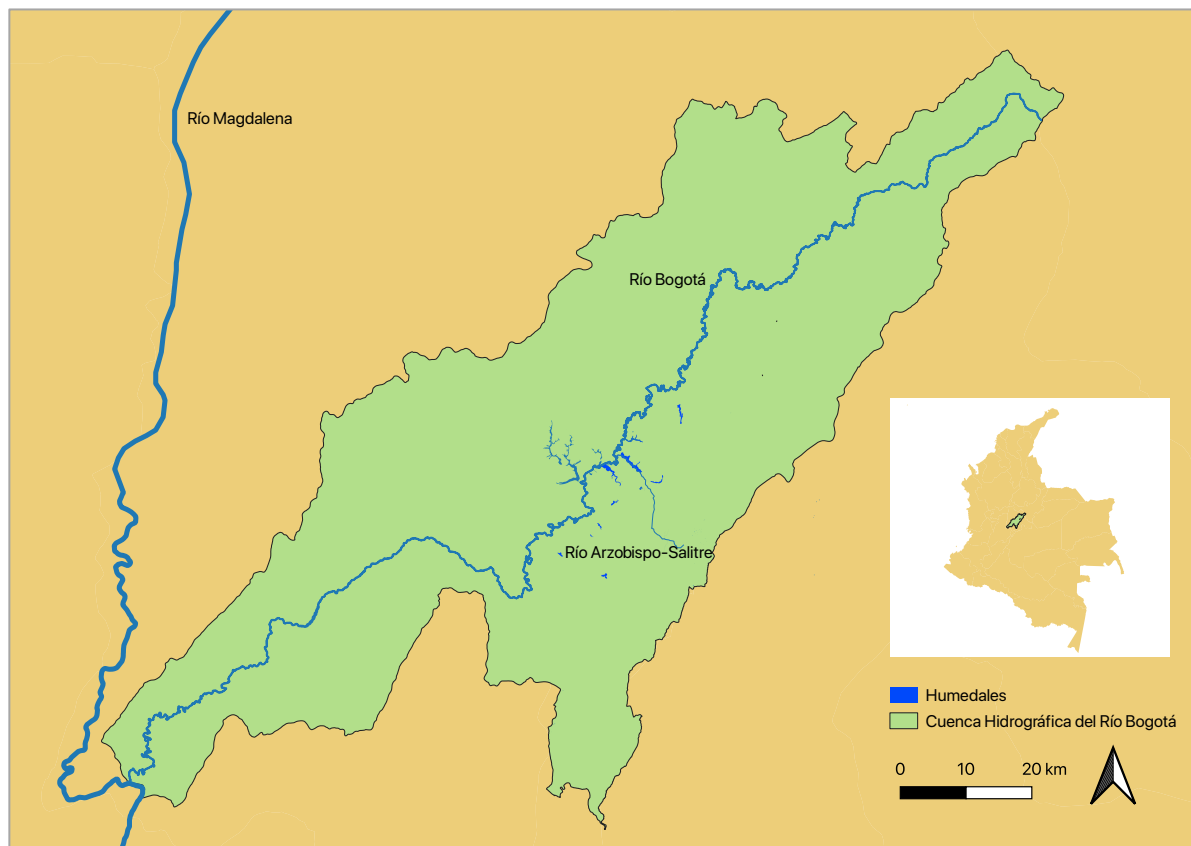 Río Magdalena
Río Bogotá
Río Arzobispo-Salitre
Humedales
Cuenca Hidrográfica del Río Bogotá
0 10 20 km